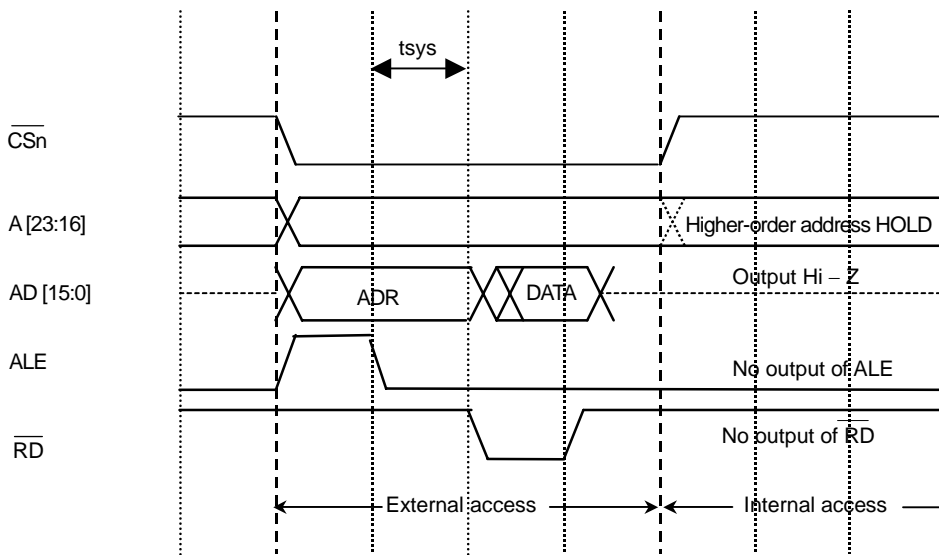 tsys
CSn
A [23:16]
Higher-order address HOLD
AD [15:0]
ADR
DATA
Output Hi – Z
ALE
No output of ALE
RD
No output of RD
External access
Internal access